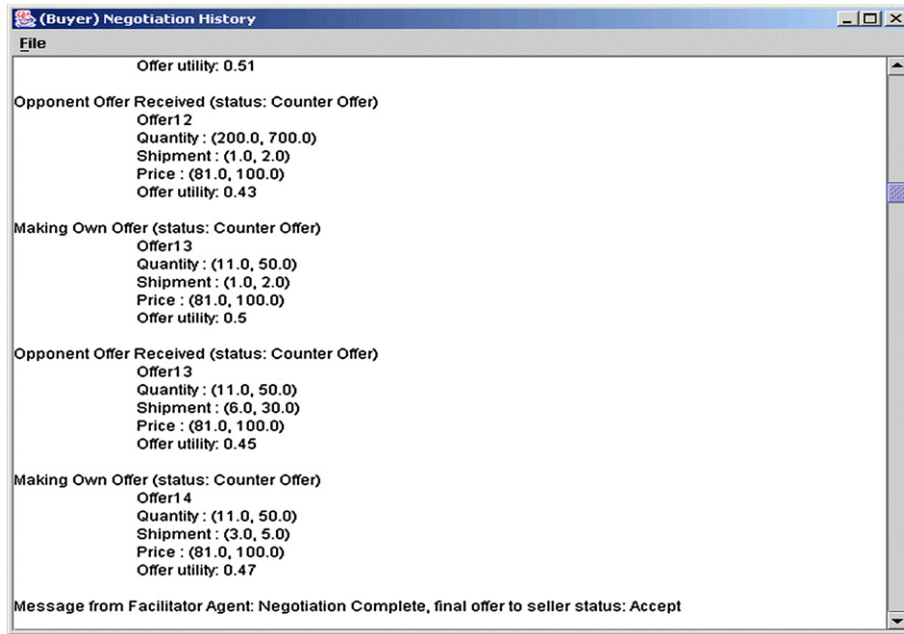 (Buyer) Negotiation History
File
Offer utility: 0.51
Opponent Offer Received (status: Counter Offer)
Offer12
Quantity : (200.0, 700.0)
Shipment : (1.0, 2.0)
Price : (81.0, 100.0)
Offer utility: 0.43
Making Own Offer (status: Counter Offer)
Offer13
Quantity : (11.0, 50.0)
Shipment : (1.0, 2.0)
Price : (81.0, 100.0)
Offer utility: 0.5
Opponent Offer Received (status: Counter Offer)
Offer13
Quantity : (11.0, 50.0)
Shipment : (6.0, 30.0)
Price : (81.0, 100.0)
Offer utility: 0.45
Making Own Offer (status: Counter Offer)
Offer14
Quantity : (11.0, 50.0)
Shipment : (3.0, 5.0)
Price : (81.0, 100.0)
Offer utility: 0.47
Message from Facilitator Agent: Negotiation Complete, final offer to seller status: Accept